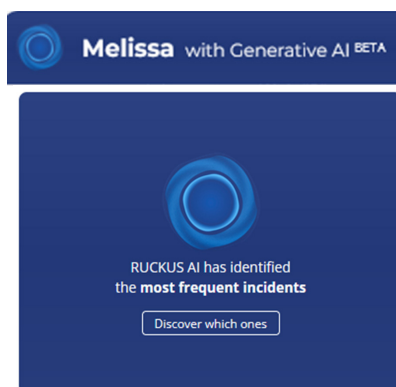 Melissa with Generative AI BETA
RUCKUS AI has identified
the most frequent incidents
Discover which ones